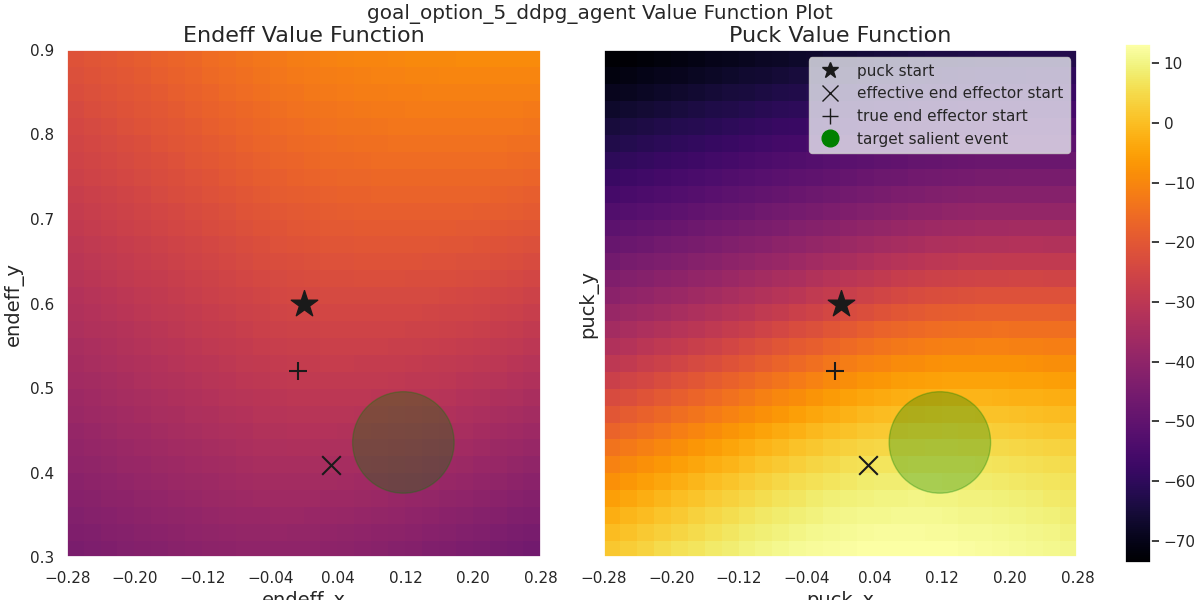 goal_option_5_ddpg_agent Value Function Plot
Endeff Value Function
Puck Value Function
endeff_y
0.9
0.8
0.7
0.6
0.5
0.4
0.3
−0.28 −0.20 −0.12 −0.04 0.04 0.12 0.20 0.28
endeff_x
puck_y
puck start
effective end effector start
true end effector start
target salient event
−0.28 −0.20 −0.12 −0.04 0.04 0.12 0.20 0.28
puck_x
10
0
−10
−20
−30
−40
−50
−60
−70